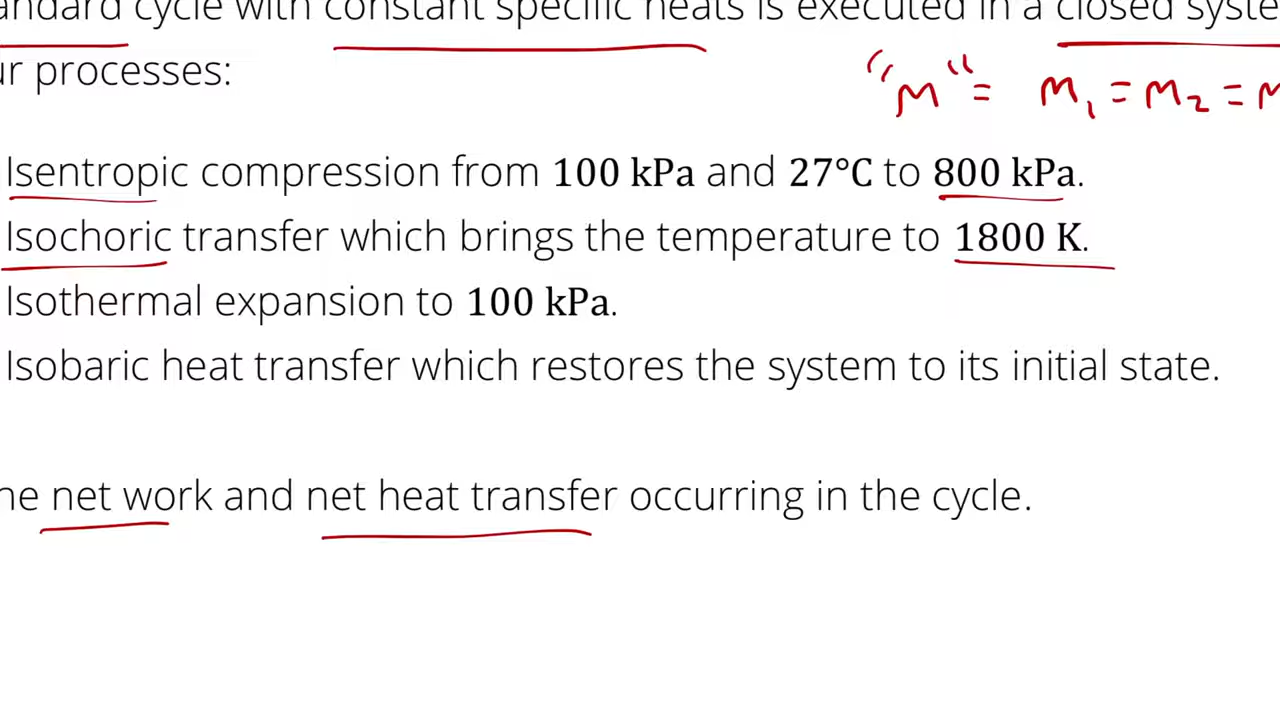 andard cycle with constant specific heats is executed in a closed syste
ur processes:
"m" = m₁ = m₂ = m
Isentropic compression from 100 kPa and 27°C to 800 kPa.
Isochoric transfer which brings the temperature to 1800 K.
Isothermal expansion to 100 kPa.
Isobaric heat transfer which restores the system to its initial state.
he net work and net heat transfer occurring in the cycle.